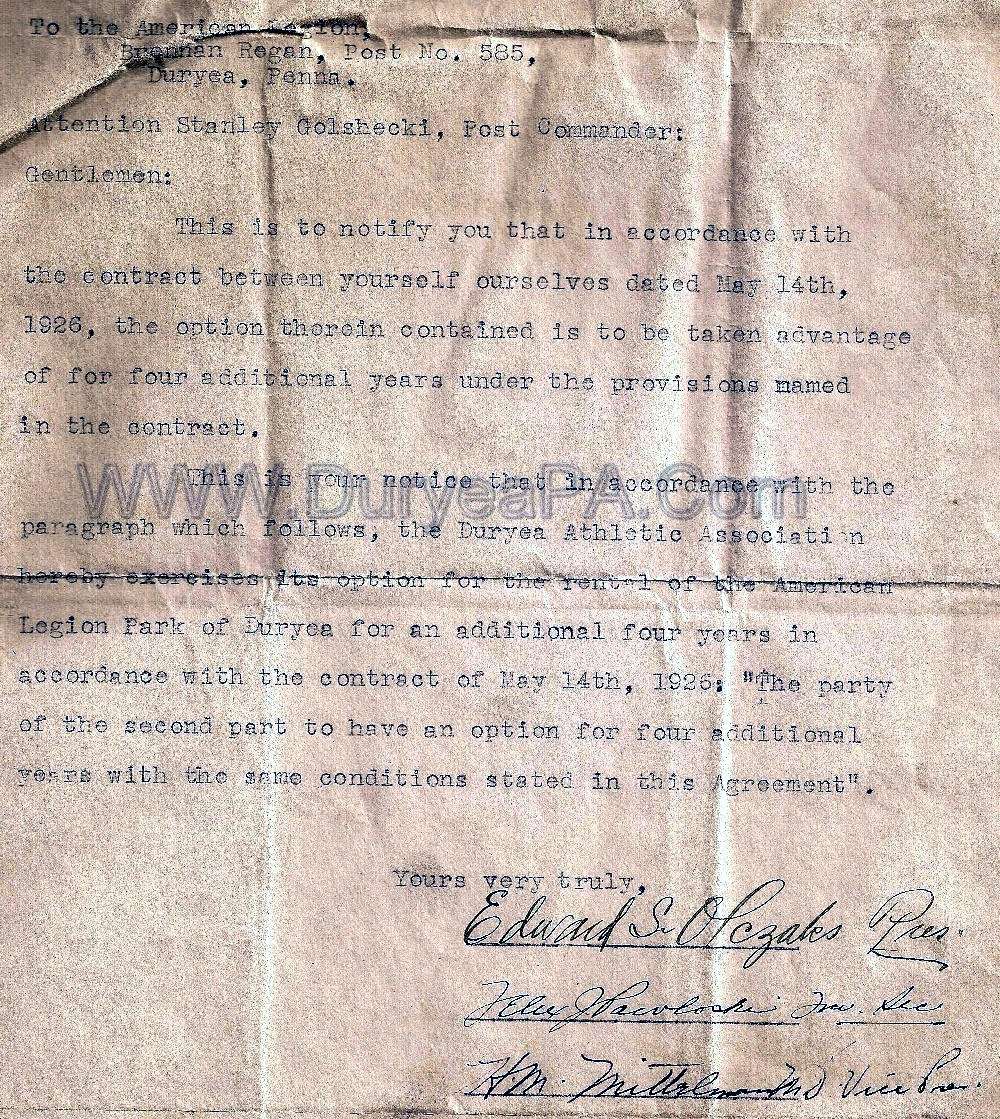 To the American Legion,
Brennan Regan, Post No. 585,
Duryea, Penna.
Attention Stanley Golshecki, Post Commander:
Gentlemen:
This is to notify you that in accordance with
the contract between yourself ourselves dated May 14th,
1926, the option therein contained is to be taken advantage
of for four additional years under the provisions named
in the contract.
WWW.DuryeaPA.Com
This is your notice that in accordance with the
paragraph which follows, the Duryea Athletic Association
hereby exercises its option for the rental of the American
Legion Park of Duryea for an additional four years in
accordance with the contract of May 14th, 1926: "The party
of the second part to have an option for four additional
years with the same conditions stated in this Agreement".
Yours very truly,
Edward S. Olczaks Pres.
Sec
H.M. Mittelman MD Vice Pres.